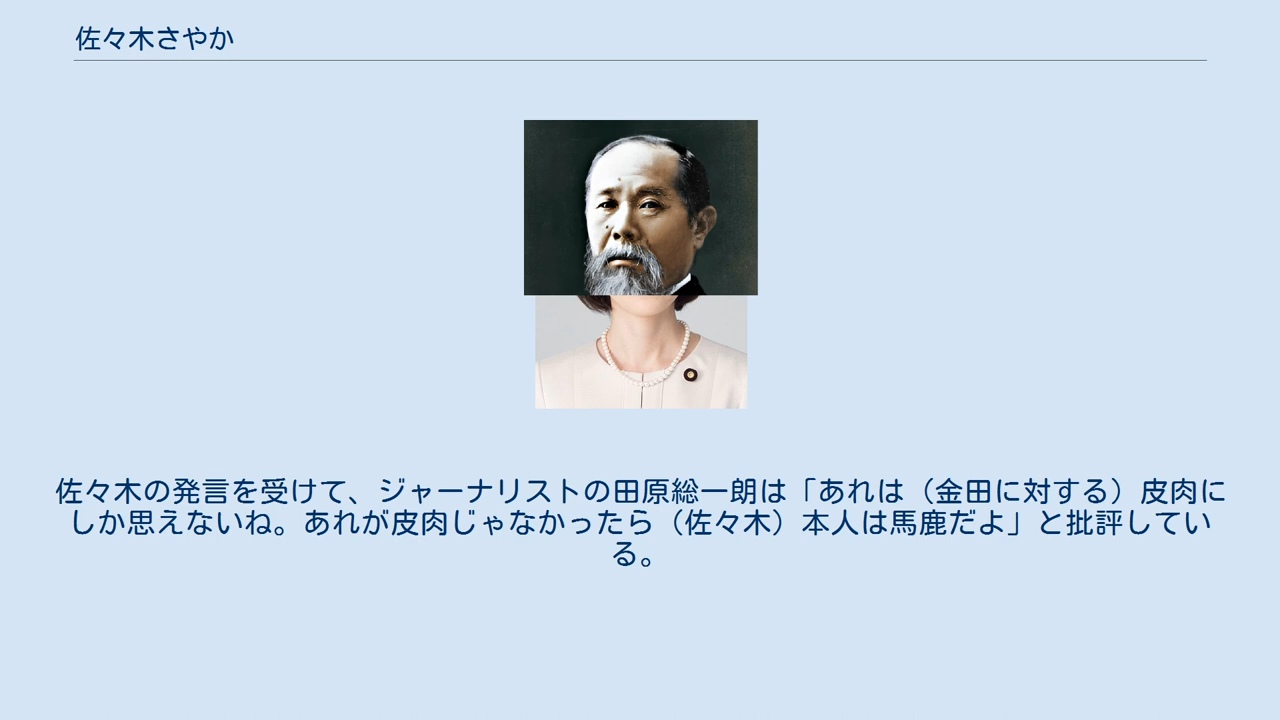 佐々木さやか
佐々木の発言を受けて、ジャーナリストの田原総一朗は「あれは（金田に対する）皮肉に
しか思えないね。あれが皮肉じゃなかったら（佐々木）本人は馬鹿だよ」と批評してい
る。